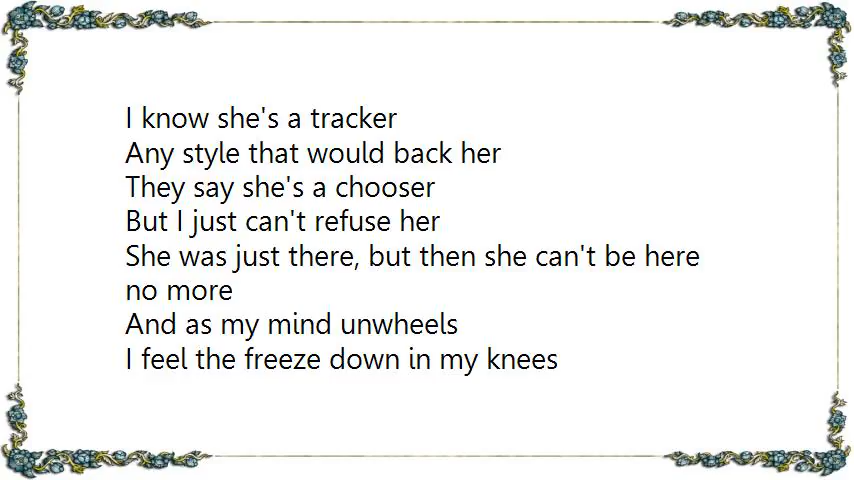 I know she's a tracker
Any style that would back her
They say she's a chooser
But I just can't refuse her
She was just there, but then she can't be here
no more
And as my mind unwheels
I feel the freeze down in my knees